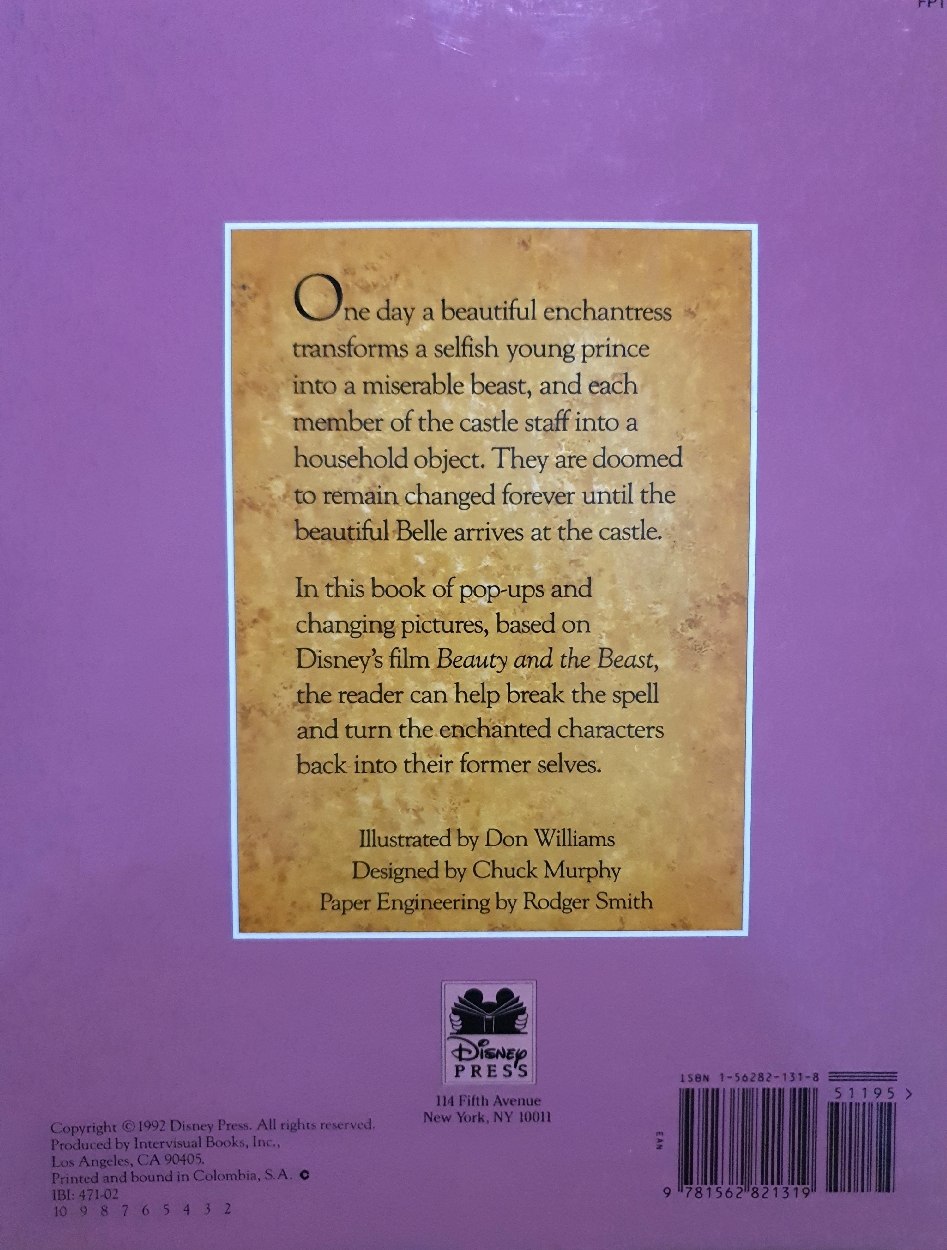 FPT
One day a beautiful enchantress
transforms a selfish young prince
into a miserable beast, and each
member of the castle staff into a
household object. They are doomed
to remain changed forever until the
beautiful Belle arrives at the castle.
In this book of pop-ups and
changing pictures, based on
Disney's film Beauty and the Beast,
the reader can help break the spell
and turn the enchanted characters
back into their former selves.
Illustrated by Don Williams
Designed by Chuck Murphy
Paper Engineering by Rodger Smith
Disney
PRESS
114 Fifth Avenue
New York, NY 10011
Copyright ©1992 Disney Press. All rights reserved.
Produced by Intervisual Books, Inc.,
Los Angeles, CA 90405.
Printed and bound in Colombia, S.A. C
IBI: 471-02
10 9 8 7 6 5 4 3 2
ISBN 1-56282-131-8
51195 >
EAN
9 781562 821319